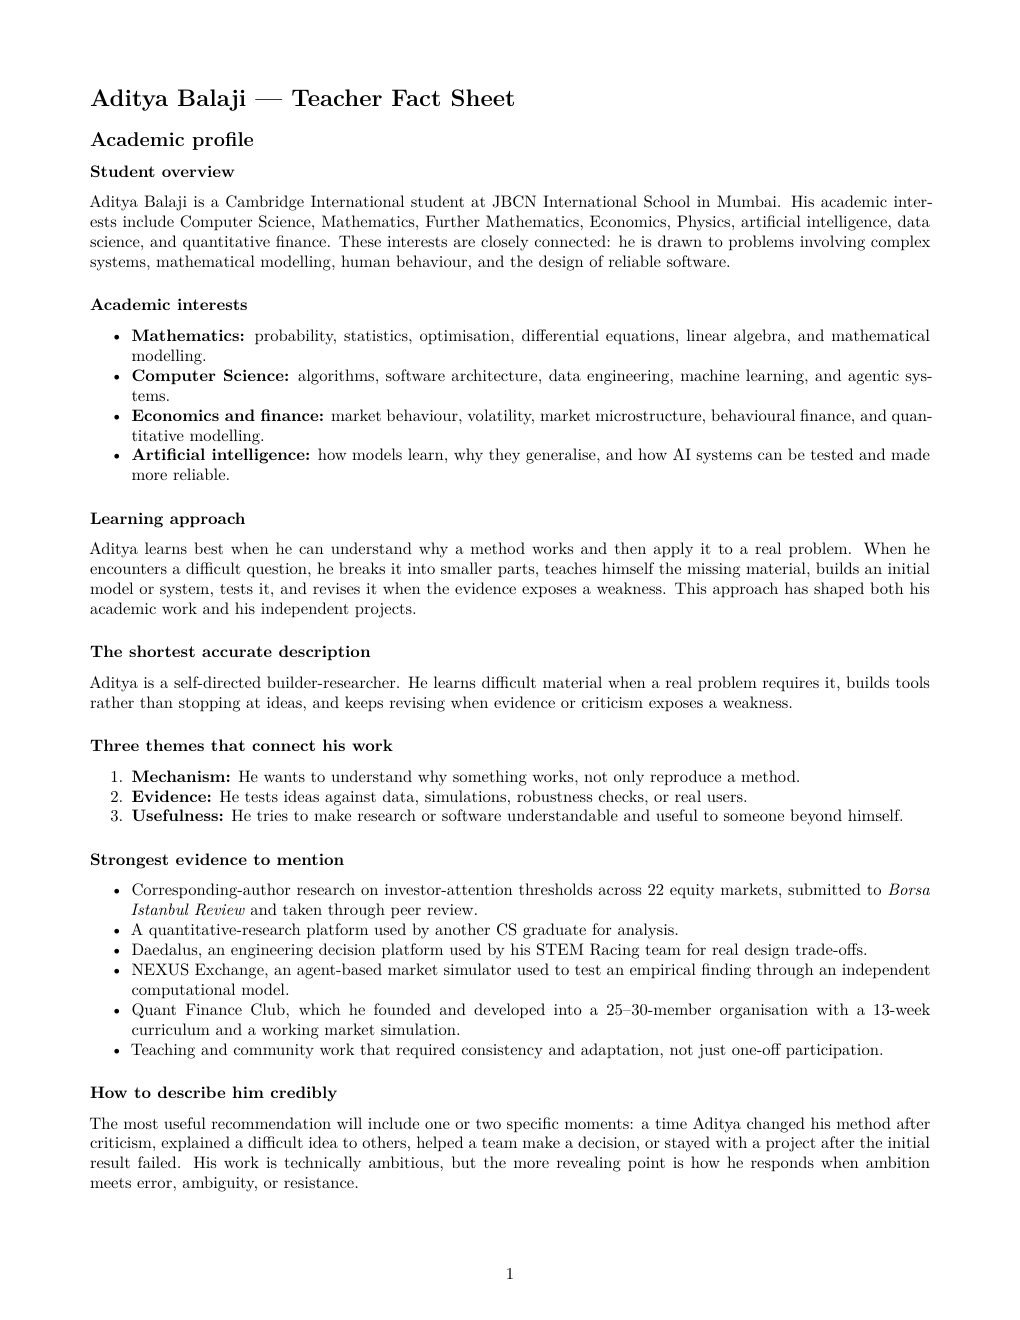 Aditya Balaji — Teacher Fact Sheet
Academic profile
Student overview
Aditya Balaji is a Cambridge International student at JBCN International School in Mumbai. His academic inter-
ests include Computer Science, Mathematics, Further Mathematics, Economics, Physics, artificial intelligence, data
science, and quantitative finance. These interests are closely connected: he is drawn to problems involving complex
systems, mathematical modelling, human behaviour, and the design of reliable software.
Academic interests
• Mathematics: probability, statistics, optimisation, differential equations, linear algebra, and mathematical
modelling.
• Computer Science: algorithms, software architecture, data engineering, machine learning, and agentic sys-
tems.
• Economics and finance: market behaviour, volatility, market microstructure, behavioural finance, and quan-
titative modelling.
• Artificial intelligence: how models learn, why they generalise, and how AI systems can be tested and made
more reliable.
Learning approach
Aditya learns best when he can understand why a method works and then apply it to a real problem. When he
encounters a difficult question, he breaks it into smaller parts, teaches himself the missing material, builds an initial
model or system, tests it, and revises it when the evidence exposes a weakness. This approach has shaped both his
academic work and his independent projects.
The shortest accurate description
Aditya is a self-directed builder-researcher. He learns difficult material when a real problem requires it, builds tools
rather than stopping at ideas, and keeps revising when evidence or criticism exposes a weakness.
Three themes that connect his work
1. Mechanism: He wants to understand why something works, not only reproduce a method.
2. Evidence: He tests ideas against data, simulations, robustness checks, or real users.
3. Usefulness: He tries to make research or software understandable and useful to someone beyond himself.
Strongest evidence to mention
• Corresponding-author research on investor-attention thresholds across 22 equity markets, submitted to Borsa
Istanbul Review and taken through peer review.
• A quantitative-research platform used by another CS graduate for analysis.
• Daedalus, an engineering decision platform used by his STEM Racing team for real design trade-offs.
• NEXUS Exchange, an agent-based market simulator used to test an empirical finding through an independent
computational model.
• Quant Finance Club, which he founded and developed into a 25–30-member organisation with a 13-week
curriculum and a working market simulation.
• Teaching and community work that required consistency and adaptation, not just one-off participation.
How to describe him credibly
The most useful recommendation will include one or two specific moments: a time Aditya changed his method after
criticism, explained a difficult idea to others, helped a team make a decision, or stayed with a project after the initial
result failed. His work is technically ambitious, but the more revealing point is how he responds when ambition
meets error, ambiguity, or resistance.
1